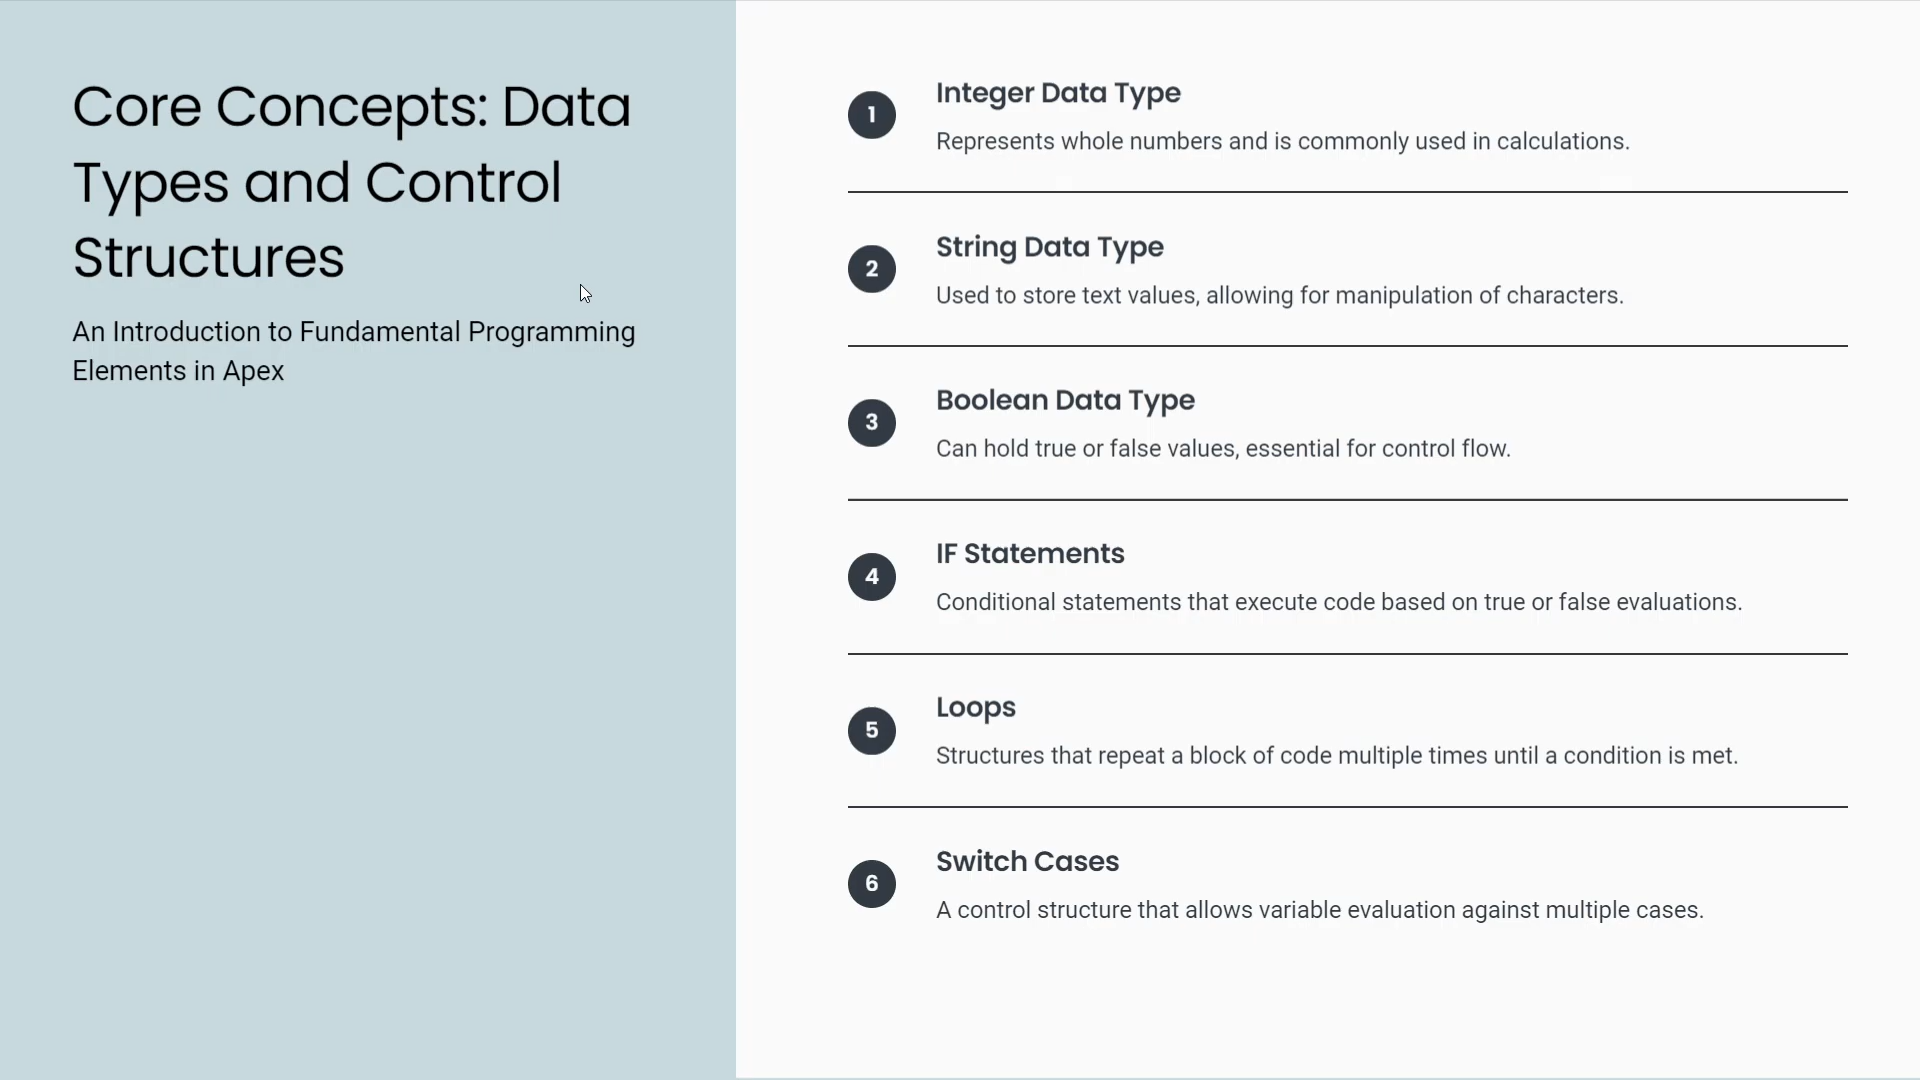 Core Concepts: Data
Types and Control
Structures
An Introduction to Fundamental Programming
Elements in Apex
1
Integer Data Type
Represents whole numbers and is commonly used in calculations.
2
String Data Type
Used to store text values, allowing for manipulation of characters.
3
Boolean Data Type
Can hold true or false values, essential for control flow.
4
IF Statements
Conditional statements that execute code based on true or false evaluations.
5
Loops
Structures that repeat a block of code multiple times until a condition is met.
6
Switch Cases
A control structure that allows variable evaluation against multiple cases.